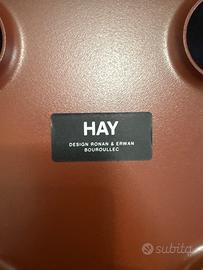 HAY
DESIGN RONAN & ERWAN
BOUROULLEC
subito